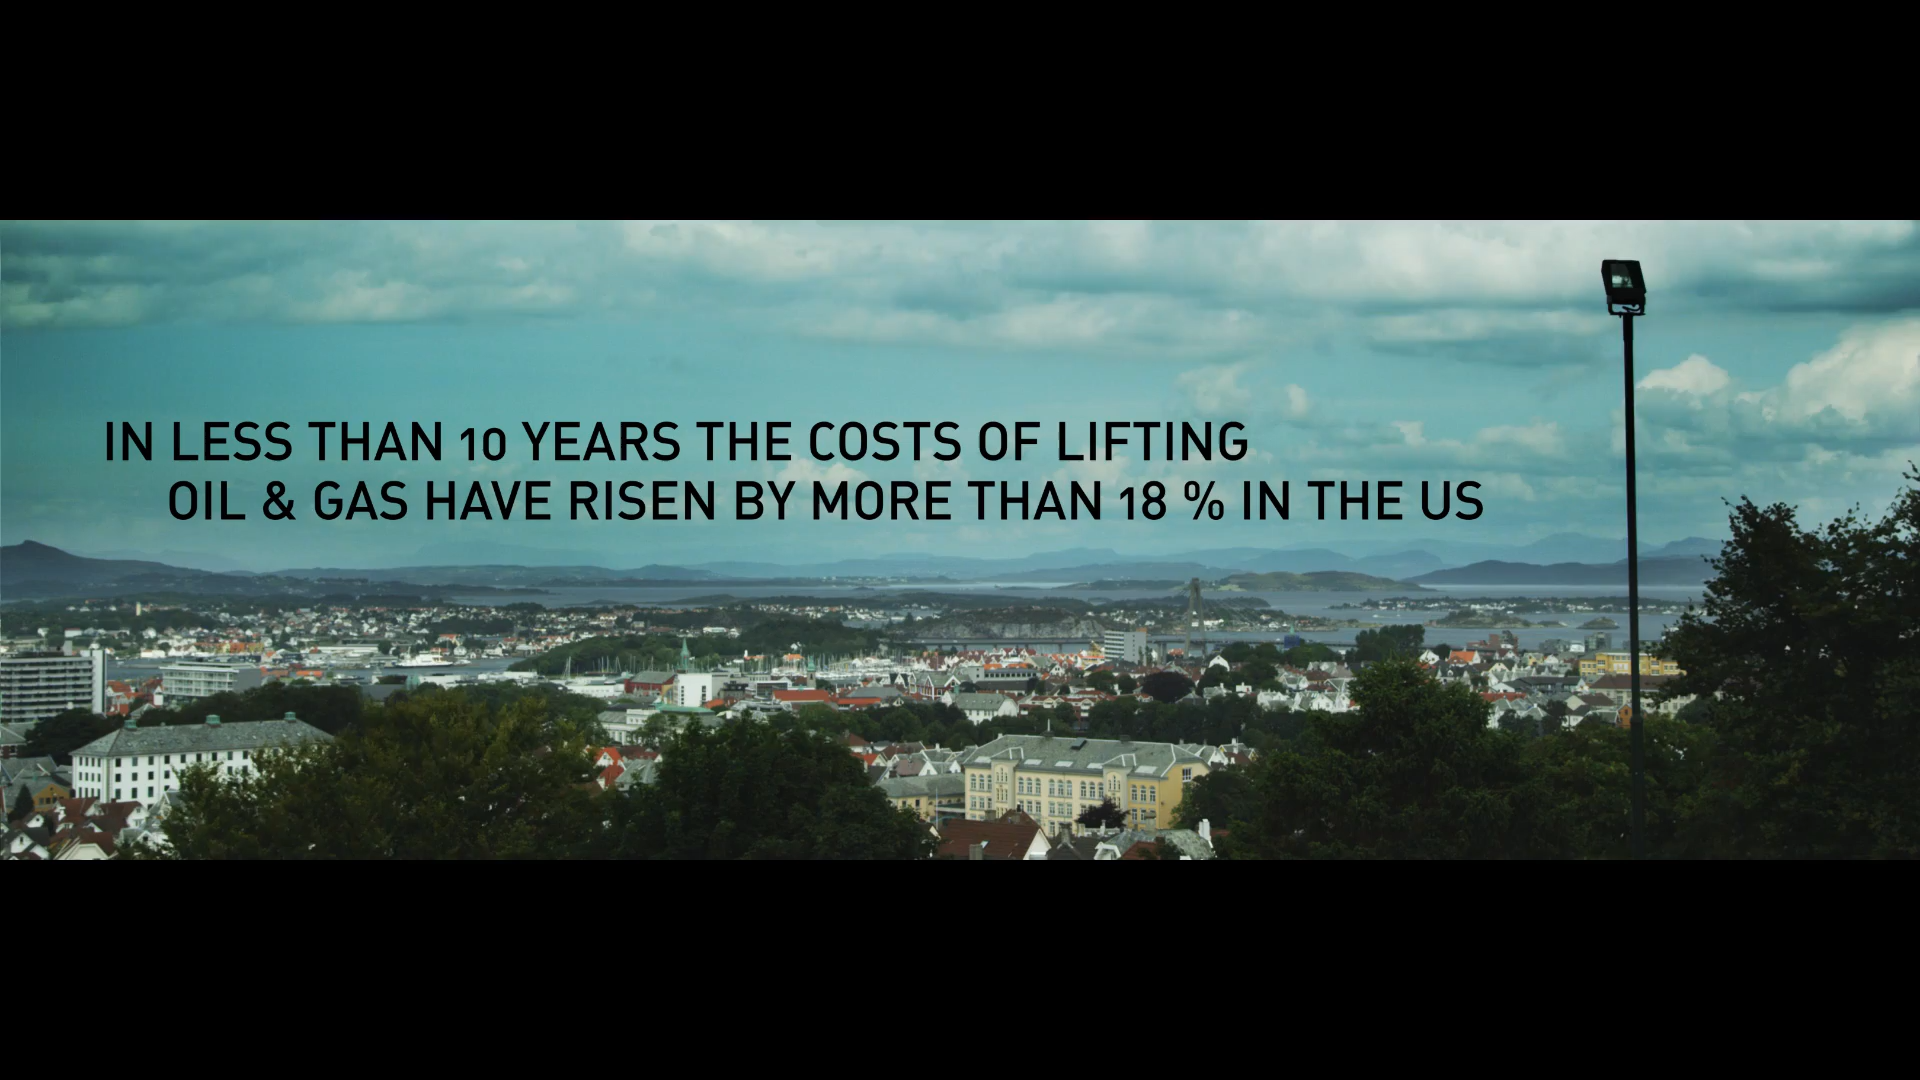 IN LESS THAN 10 YEARS THE COSTS OF LIFTING
OIL & GAS HAVE RISEN BY MORE THAN 18 % IN THE US